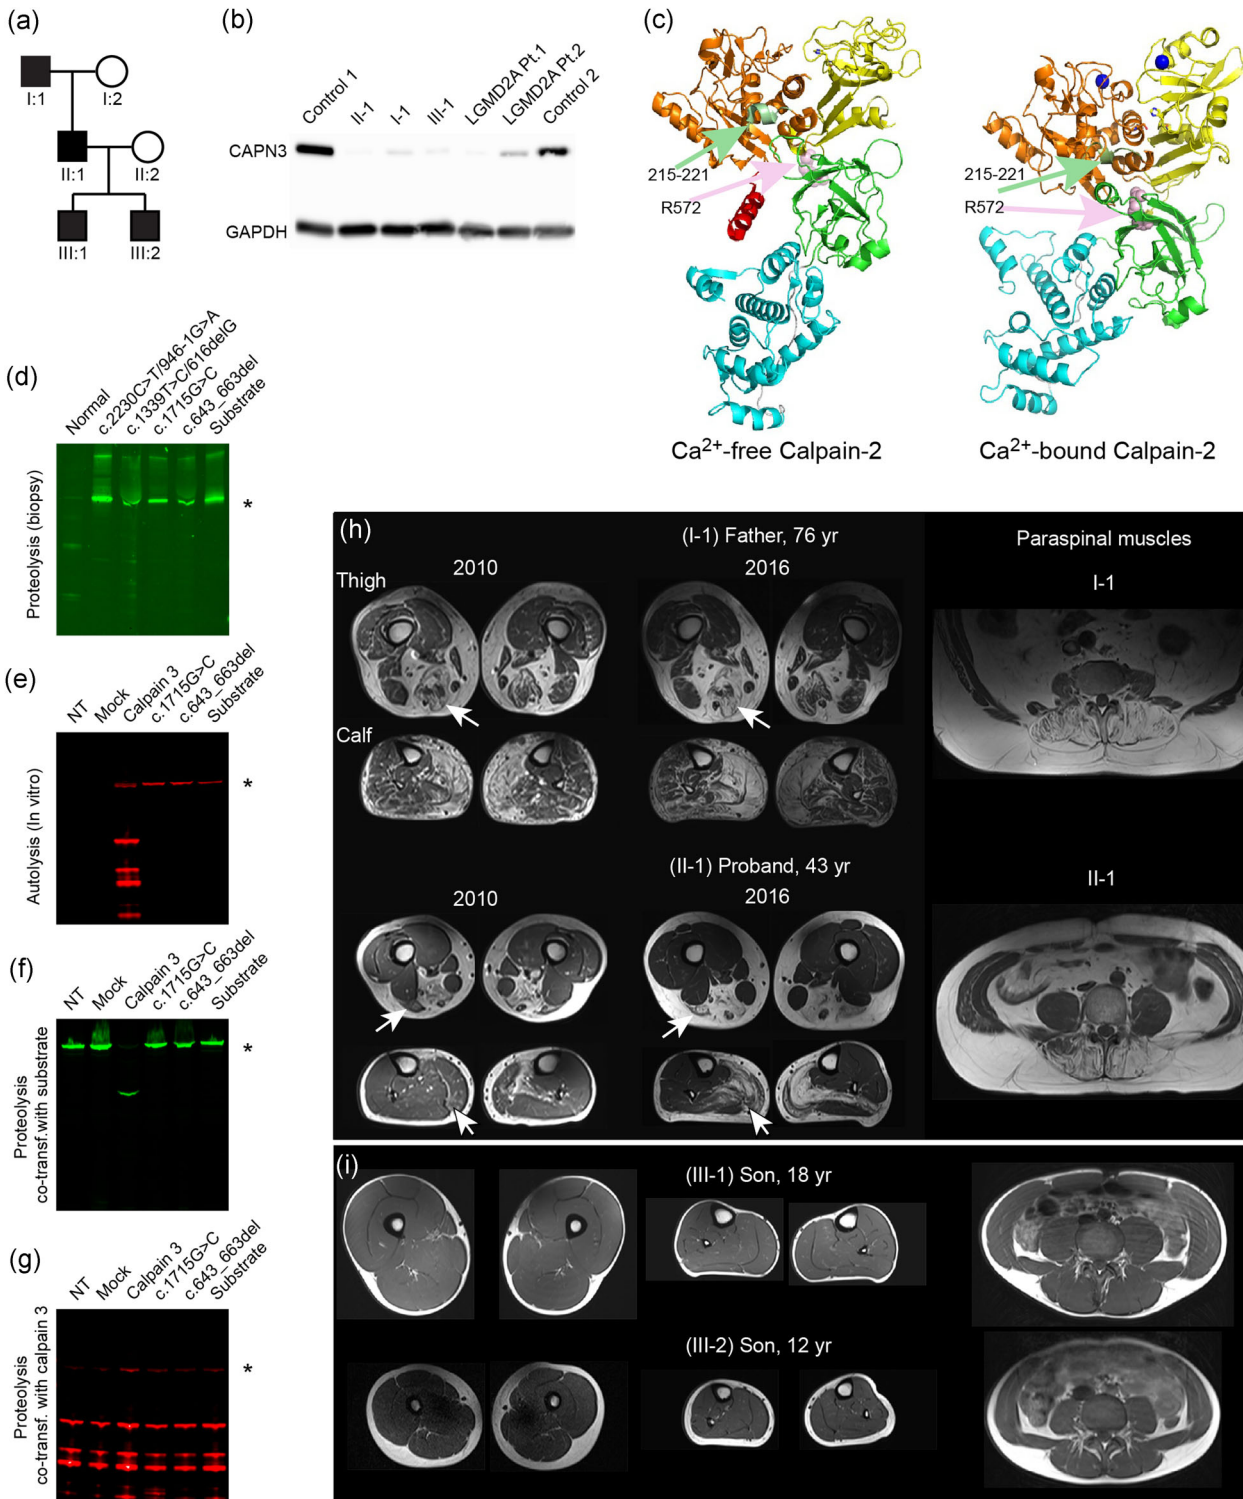 (a)
I:1
I:2
II:1
II:2
III:1
III:2
(b)
Control 1
II-1
I-1
III-1
LGMD2A Pt.1
LGMD2A Pt.2
Control 2
CAPN3
GAPDH
(c)
215-221
R572
215-221
R572
Ca²⁺-free Calpain-2
Ca²⁺-bound Calpain-2
(d)
Normal
c.2230C>T/946-1G>A
c.1339T>C/616delG
c.1715G>C
c.643_663del
Substrate
Proteolysis (biopsy)
*
(e)
NT
Mock
Calpain 3
c.1715G>C
c.643_663del
Substrate
Autolysis (In vitro)
*
(f)
NT
Mock
Calpain 3
c.1715G>C
c.643_663del
Substrate
Proteolysis
co-transf.with substrate
*
(g)
NT
Mock
Calpain 3
c.1715G>C
c.643_663del
Substrate
Proteolysis
co-transf. with calpain 3
*
(h)
(I-1) Father, 76 yr
Paraspinal muscles
2010
2016
I-1
Thigh
Calf
(II-1) Proband, 43 yr
II-1
2010
2016
(i)
(III-1) Son, 18 yr
(III-2) Son, 12 yr